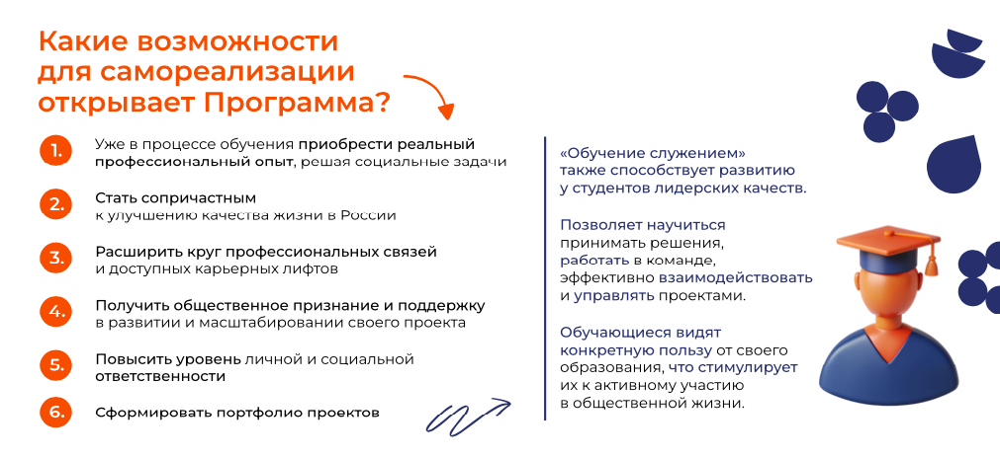 Какие возможности
для самореализации
открывает Программа?
1. Уже в процессе обучения приобрести реальный
профессиональный опыт, решая социальные задачи
2. Стать сопричастным
к улучшению качества жизни в России
3. Расширить круг профессиональных связей
и доступных карьерных лифтов
4. Получить общественное признание и поддержку
в развитии и масштабировании своего проекта
5. Повысить уровень личной и социальной
ответственности
6. Сформировать портфолио проектов
«Обучение служением»
также способствует развитию
у студентов лидерских качеств.
Позволяет научиться
принимать решения,
работать в команде,
эффективно взаимодействовать
и управлять проектами.
Обучающиеся видят
конкретную пользу от своего
образования, что стимулирует
их к активному участию
в общественной жизни.